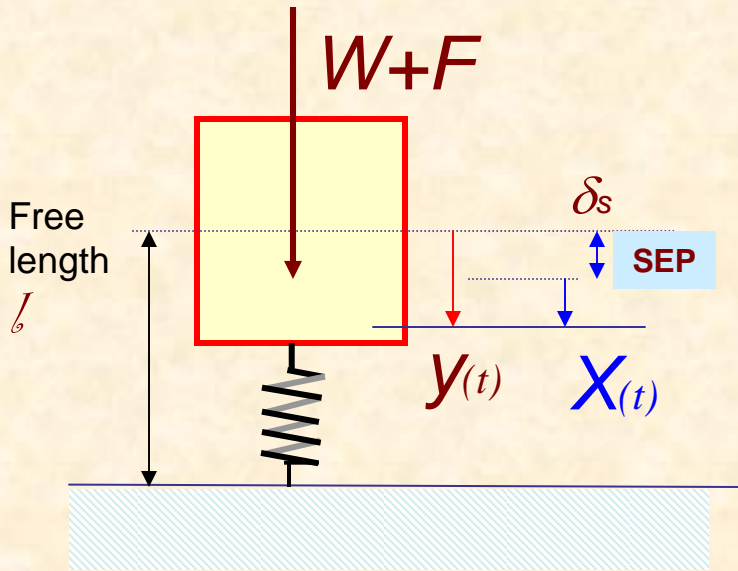 W+F
δs
Free
length
l
SEP
y(t)
X(t)